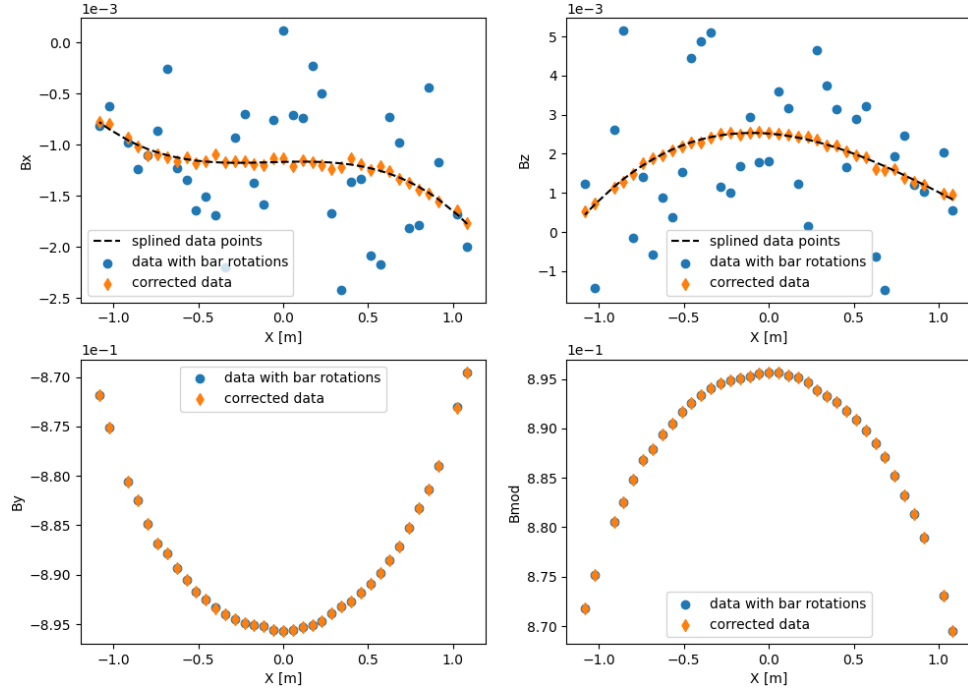 1e−3
0.0
−0.5
−1.0
−1.5
−2.0
−2.5
Bx
splined data points
data with bar rotations
corrected data
−1.0 −0.5 0.0 0.5 1.0
X [m]
1e−3
5
4
3
2
1
0
−1
Bz
splined data points
data with bar rotations
corrected data
−1.0 −0.5 0.0 0.5 1.0
X [m]
1e−1
−8.70
−8.75
−8.80
−8.85
−8.90
−8.95
By
data with bar rotations
corrected data
−1.0 −0.5 0.0 0.5 1.0
X [m]
1e−1
8.95
8.90
8.85
8.80
8.75
8.70
Bmod
data with bar rotations
corrected data
−1.0 −0.5 0.0 0.5 1.0
X [m]